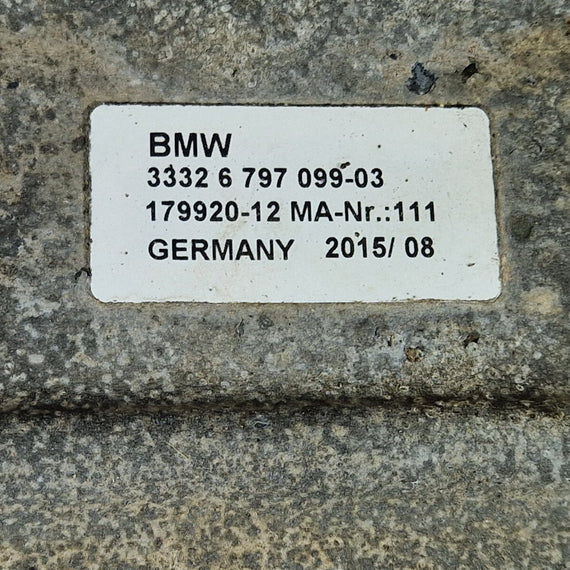 BMW
3332 6 797 099-03
179920-12 MA-Nr.:111
GERMANY 2015/ 08